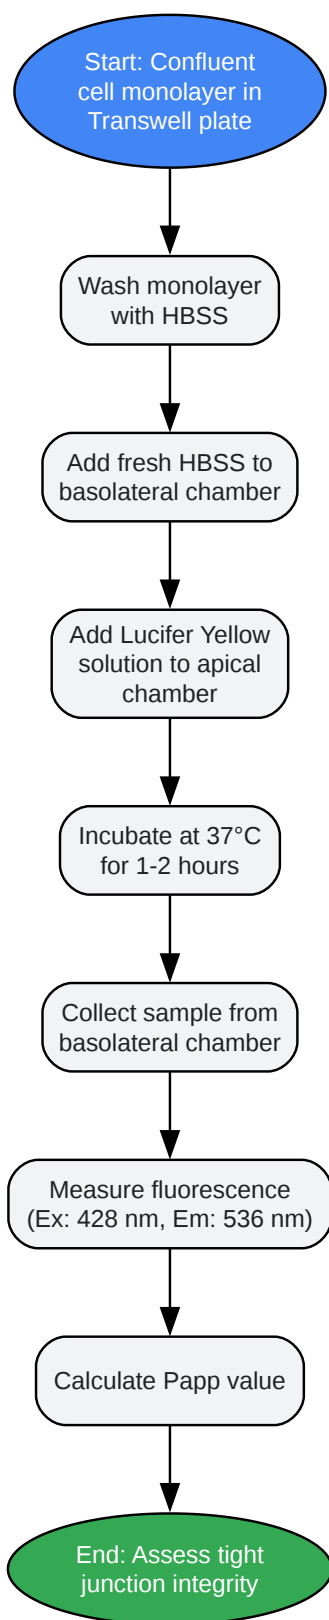 Start: Confluent
cell monolayer in
Transwell plate
Wash monolayer
with HBSS
Add fresh HBSS to
basolateral chamber
Add Lucifer Yellow
solution to apical
chamber
Incubate at 37°C
for 1-2 hours
Collect sample from
basolateral chamber
Measure fluorescence
(Ex: 428 nm, Em: 536 nm)
Calculate Papp value
End: Assess tight
junction integrity